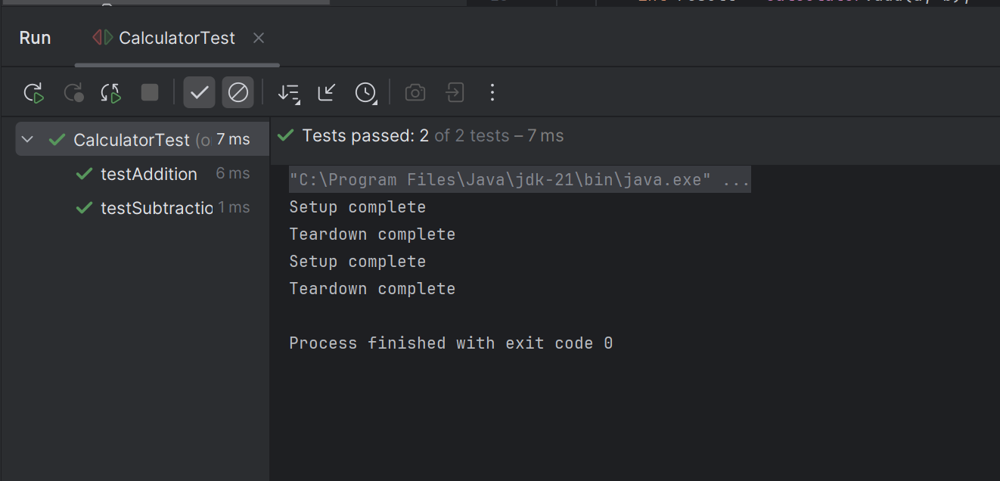 Run CalculatorTest
CalculatorTest (o 7 ms
testAddition 6 ms
testSubtractio 1 ms
Tests passed: 2 of 2 tests – 7 ms
"C:\Program Files\Java\jdk-21\bin\java.exe" ...
Setup complete
Teardown complete
Setup complete
Teardown complete
Process finished with exit code 0